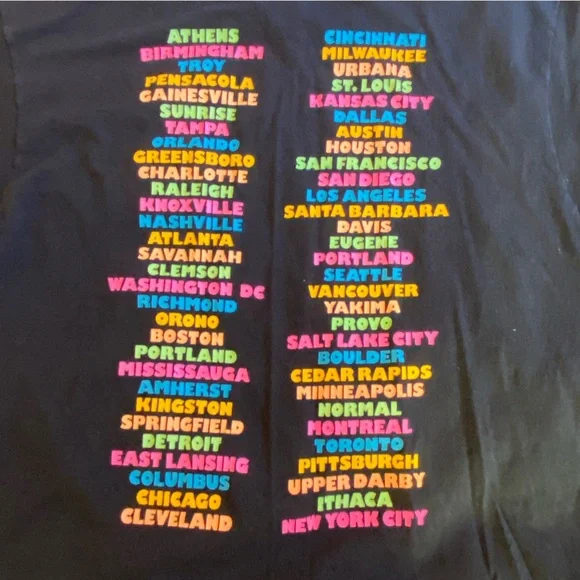 ATHENS
BIRMINGHAM
TROY
PENSACOLA
GAINESVILLE
SUNRISE
TAMPA
ORLANDO
GREENSBORO
CHARLOTTE
RALEIGH
KNOXVILLE
NASHVILLE
ATLANTA
SAVANNAH
CLEMSON
WASHINGTON DC
RICHMOND
ORONO
BOSTON
PORTLAND
MISSISSAUGA
AMHERST
KINGSTON
SPRINGFIELD
DETROIT
EAST LANSING
COLUMBUS
CHICAGO
CLEVELAND
CINCINNATI
MILWAUKEE
URBANA
ST. LOUIS
KANSAS CITY
DALLAS
AUSTIN
HOUSTON
SAN FRANCISCO
SAN DIEGO
LOS ANGELES
SANTA BARBARA
DAVIS
EUGENE
PORTLAND
SEATTLE
VANCOUVER
YAKIMA
PROVO
SALT LAKE CITY
BOULDER
CEDAR RAPIDS
MINNEAPOLIS
NORMAL
MONTREAL
TORONTO
PITTSBURGH
UPPER DARBY
ITHACA
NEW YORK CITY